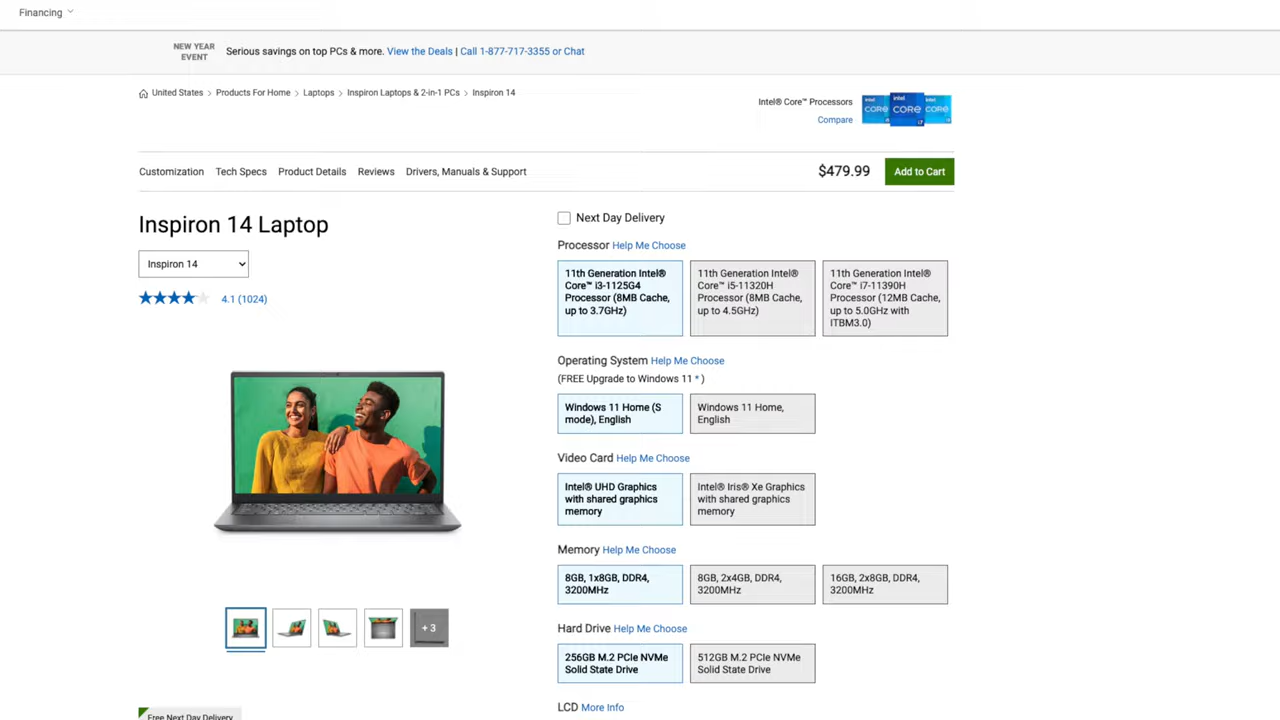 Financing
NEW YEAR
EVENT
Serious savings on top PCs & more. View the Deals | Call 1-877-717-3355 or Chat
United States > Products For Home > Laptops > Inspiron Laptops & 2-in-1 PCs > Inspiron 14
Intel® Core™ Processors
Compare
intel
CORE
i7
Customization
Tech Specs
Product Details
Reviews
Drivers, Manuals & Support
$479.99
Add to Cart
Inspiron 14 Laptop
Inspiron 14
4.1 (1024)
+3
Free Next Day Delivery
Next Day Delivery
Processor Help Me Choose
11th Generation Intel®
Core™ i3-1125G4
Processor (8MB Cache,
up to 3.7GHz)
11th Generation Intel®
Core™ i5-11320H
Processor (8MB Cache,
up to 4.5GHz)
11th Generation Intel®
Core™ i7-11390H
Processor (12MB Cache,
up to 5.0GHz with
ITBM3.0)
Operating System Help Me Choose
(FREE Upgrade to Windows 11 * )
Windows 11 Home (S
mode), English
Windows 11 Home,
English
Video Card Help Me Choose
Intel® UHD Graphics
with shared graphics
memory
Intel® Iris® Xe Graphics
with shared graphics
memory
Memory Help Me Choose
8GB, 1x8GB, DDR4,
3200MHz
8GB, 2x4GB, DDR4,
3200MHz
16GB, 2x8GB, DDR4,
3200MHz
Hard Drive Help Me Choose
256GB M.2 PCIe NVMe
Solid State Drive
512GB M.2 PCIe NVMe
Solid State Drive
LCD More Info